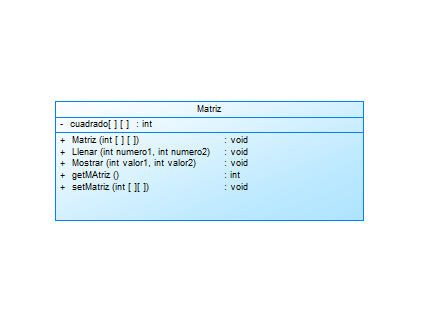 Matriz
- cuadrado[ ] [ ] : int
+ Matriz (int [ ] [ ]) : void
+ Llenar (int numero1, int numero2) : void
+ Mostrar (int valor1, int valor2) : void
+ getMAtriz () : int
+ setMatriz (int [ ][ ]) : void